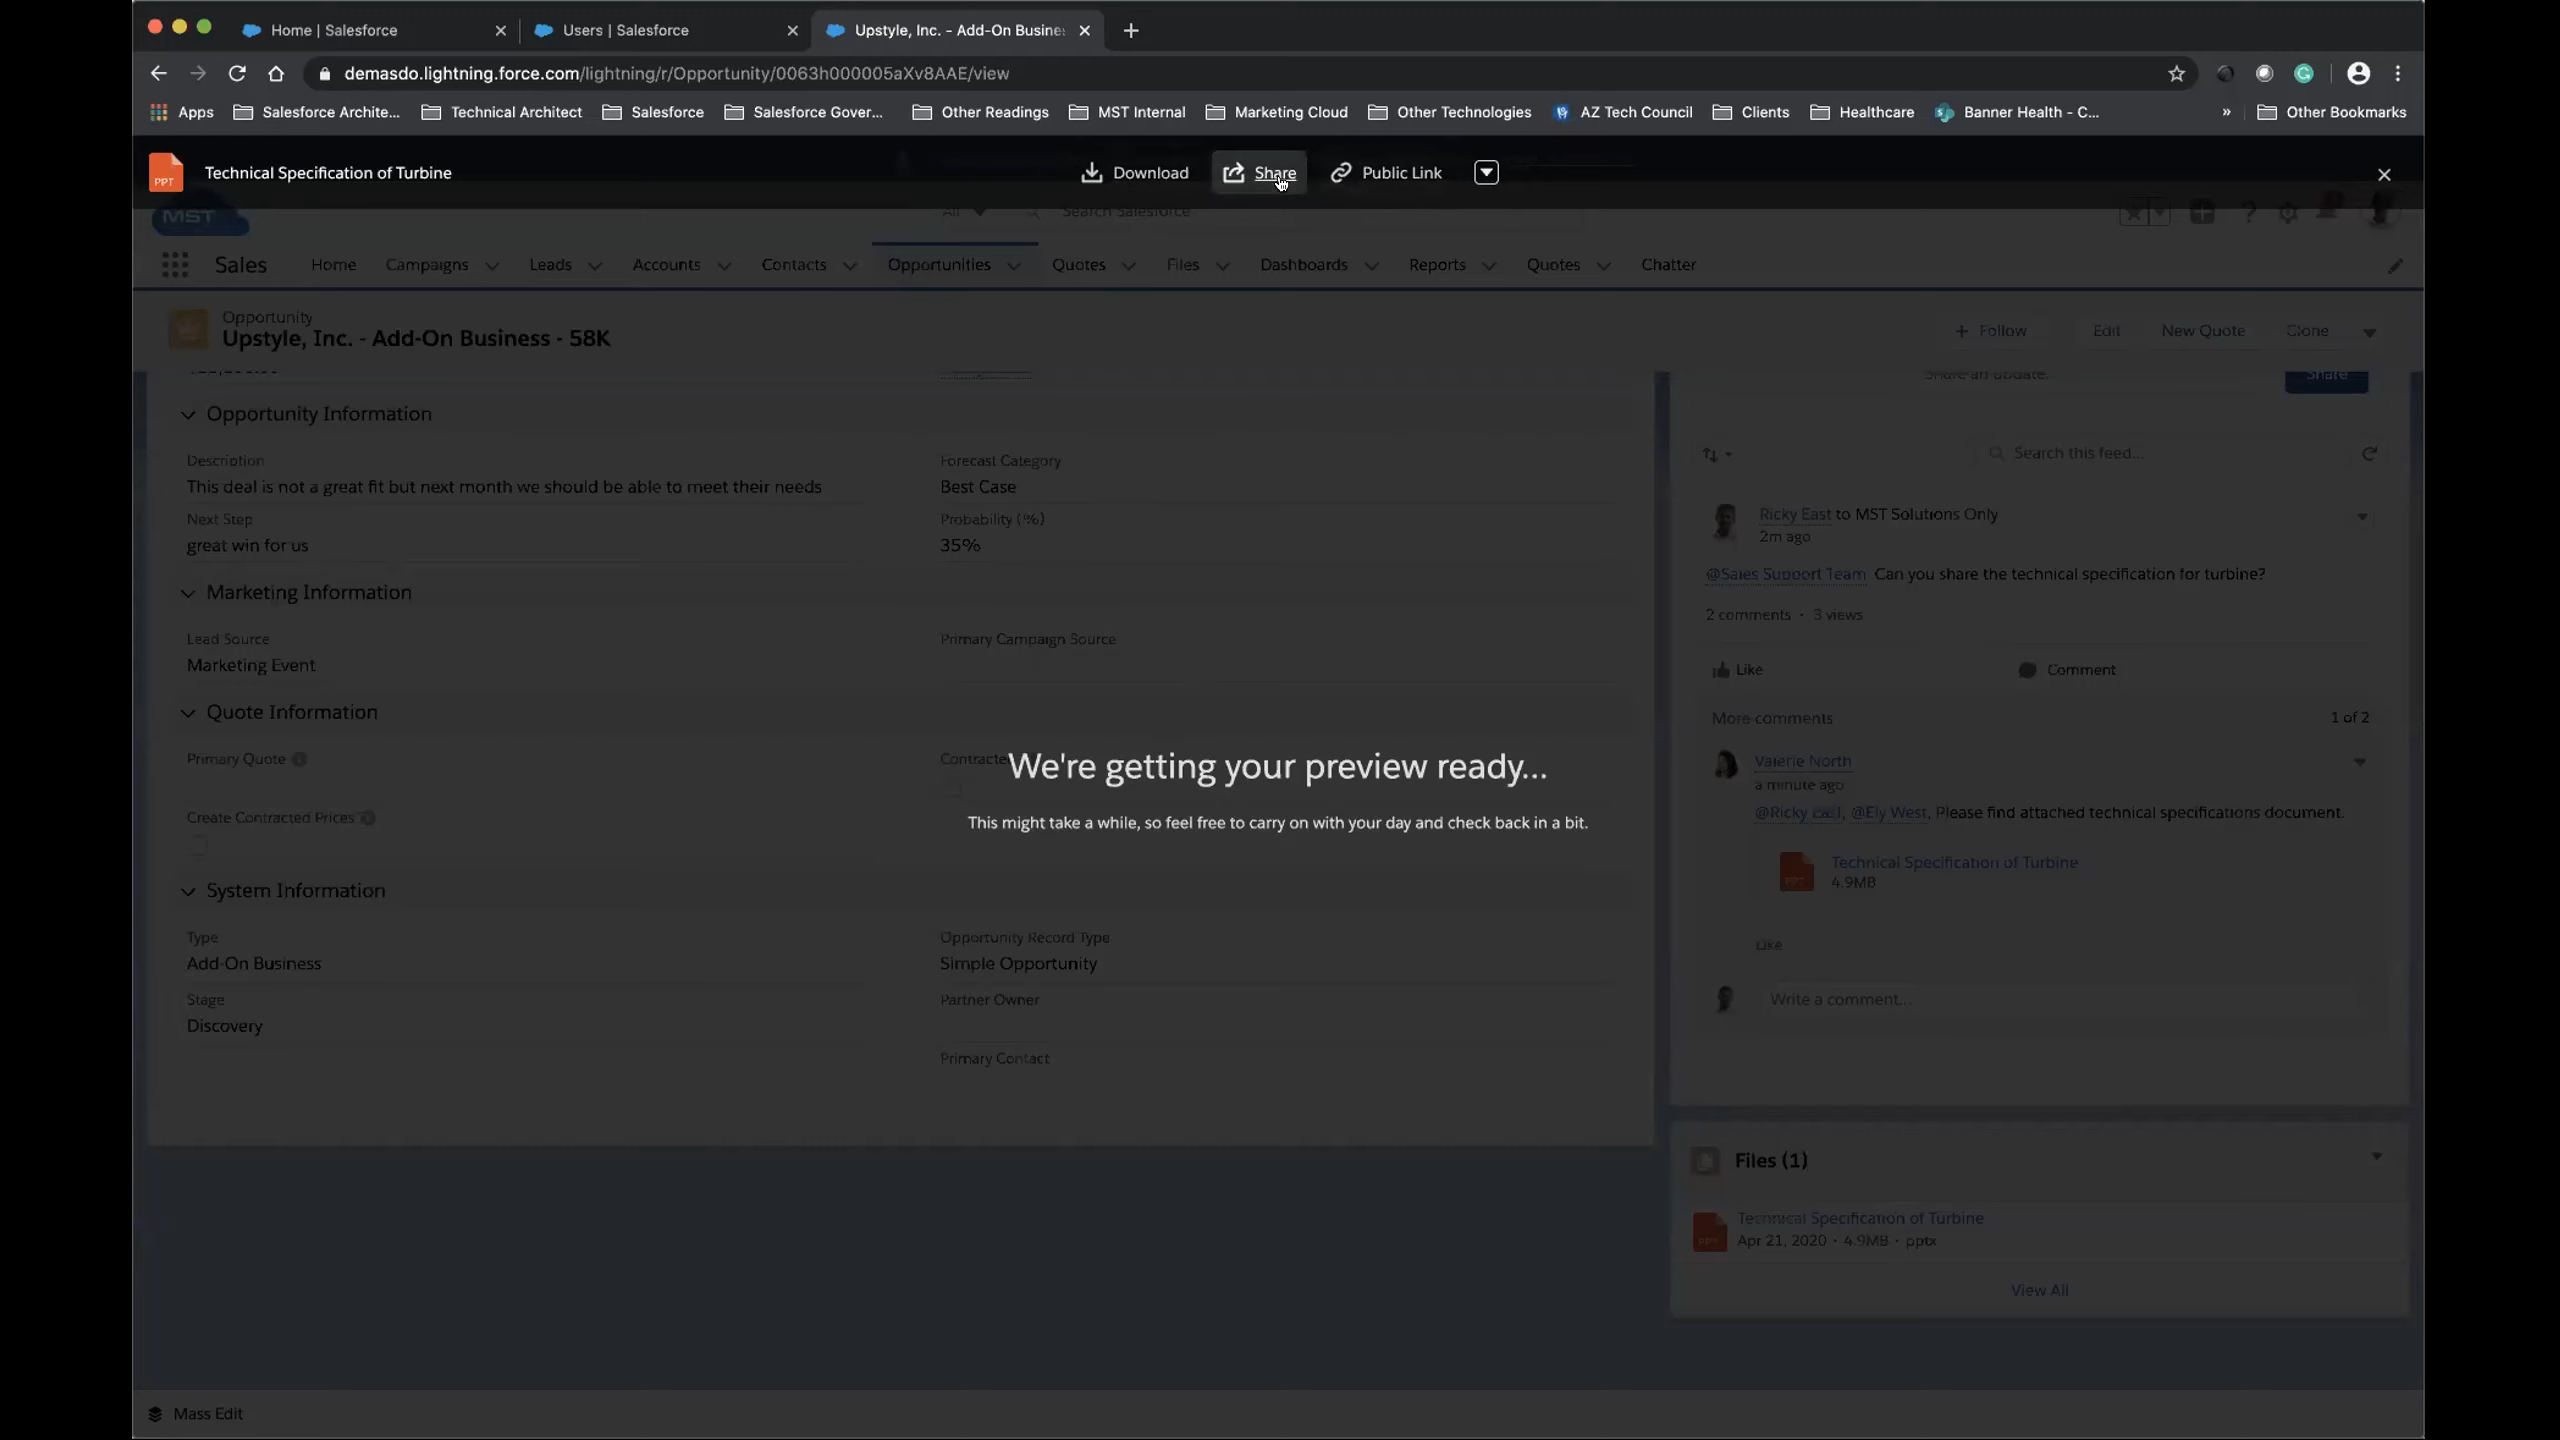 Home | Salesforce
Users | Salesforce
Upstyle, Inc. - Add-On Busine
demasdo.lightning.force.com/lightning/r/Opportunity/0063h000005aXv8AAE/view
Apps
Salesforce Archite...
Technical Architect
Salesforce
Salesforce Gover...
Other Readings
MST Internal
Marketing Cloud
Other Technologies
AZ Tech Council
Clients
Healthcare
Banner Health - C...
»
Other Bookmarks
PPT
Technical Specification of Turbine
Download
Share
Public Link
MST
All
Search Salesforce
Sales
Home
Campaigns
Leads
Accounts
Contacts
Opportunities
Quotes
Files
Dashboards
Reports
Quotes
Chatter
Opportunity
Upstyle, Inc. - Add-On Business - 58K
+ Follow
Edit
New Quote
Clone
Share an update.
Share
Opportunity Information
Description
This deal is not a great fit but next month we should be able to meet their needs
Forecast Category
Best Case
Next Step
great win for us
Probability (%)
35%
Marketing Information
Lead Source
Marketing Event
Primary Campaign Source
Quote Information
Primary Quote
Contracte
Create Contracted Prices
We're getting your preview ready...
This might take a while, so feel free to carry on with your day and check back in a bit.
System Information
Type
Add-On Business
Opportunity Record Type
Simple Opportunity
Stage
Discovery
Partner Owner
Primary Contact
Search this feed...
Ricky East to MST Solutions Only
2m ago
@Sales Support Team Can you share the technical specification for turbine?
2 comments · 3 views
Like
Comment
More comments
1 of 2
Valerie North
a minute ago
@Ricky East, @Ely West, Please find attached technical specifications document.
PPT
Technical Specification of Turbine
4.9MB
Like
Write a comment...
Files (1)
Technical Specification of Turbine
Apr 21, 2020 · 4.9MB · pptx
View All
Mass Edit